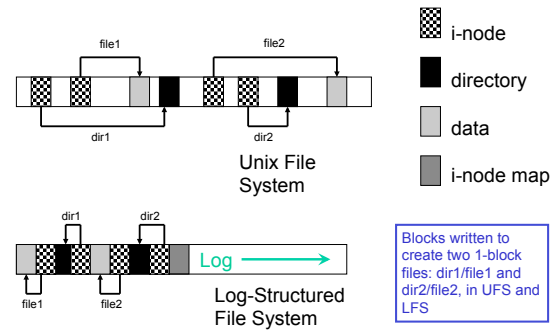 file1
file2
dir1
dir2
Unix File
System
i-node
directory
data
i-node map
dir1
dir2
Log
file1
file2
Log-Structured
File System
Blocks written to
create two 1-block
files: dir1/file1 and
dir2/file2, in UFS and
LFS